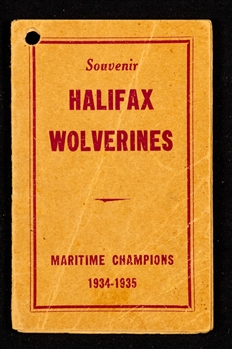 Souvenir
HALIFAX
WOLVERINES
MARITIME CHAMPIONS
1934-1935